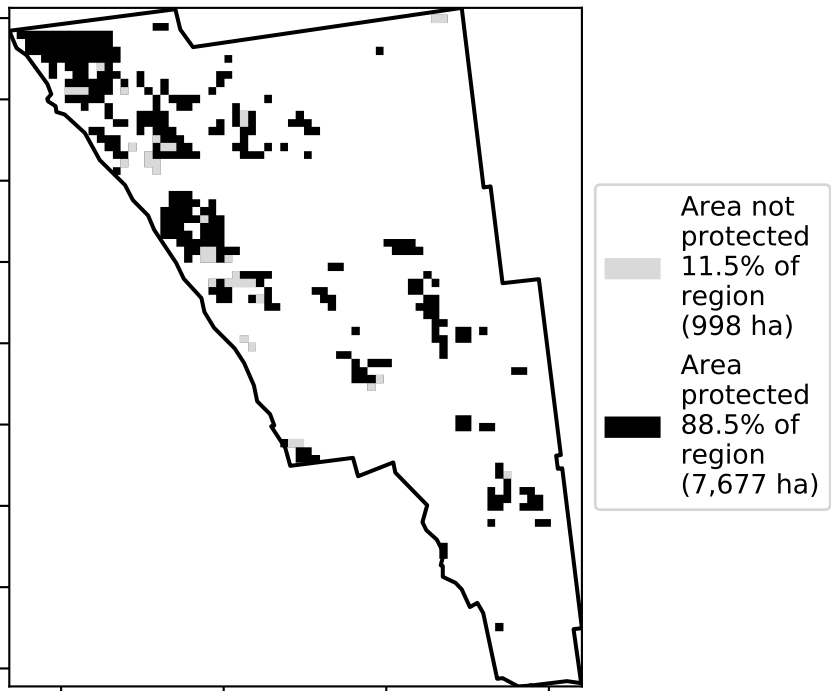 Area not
protected
11.5% of
region
(998 ha)
Area
protected
88.5% of
region
(7,677 ha)